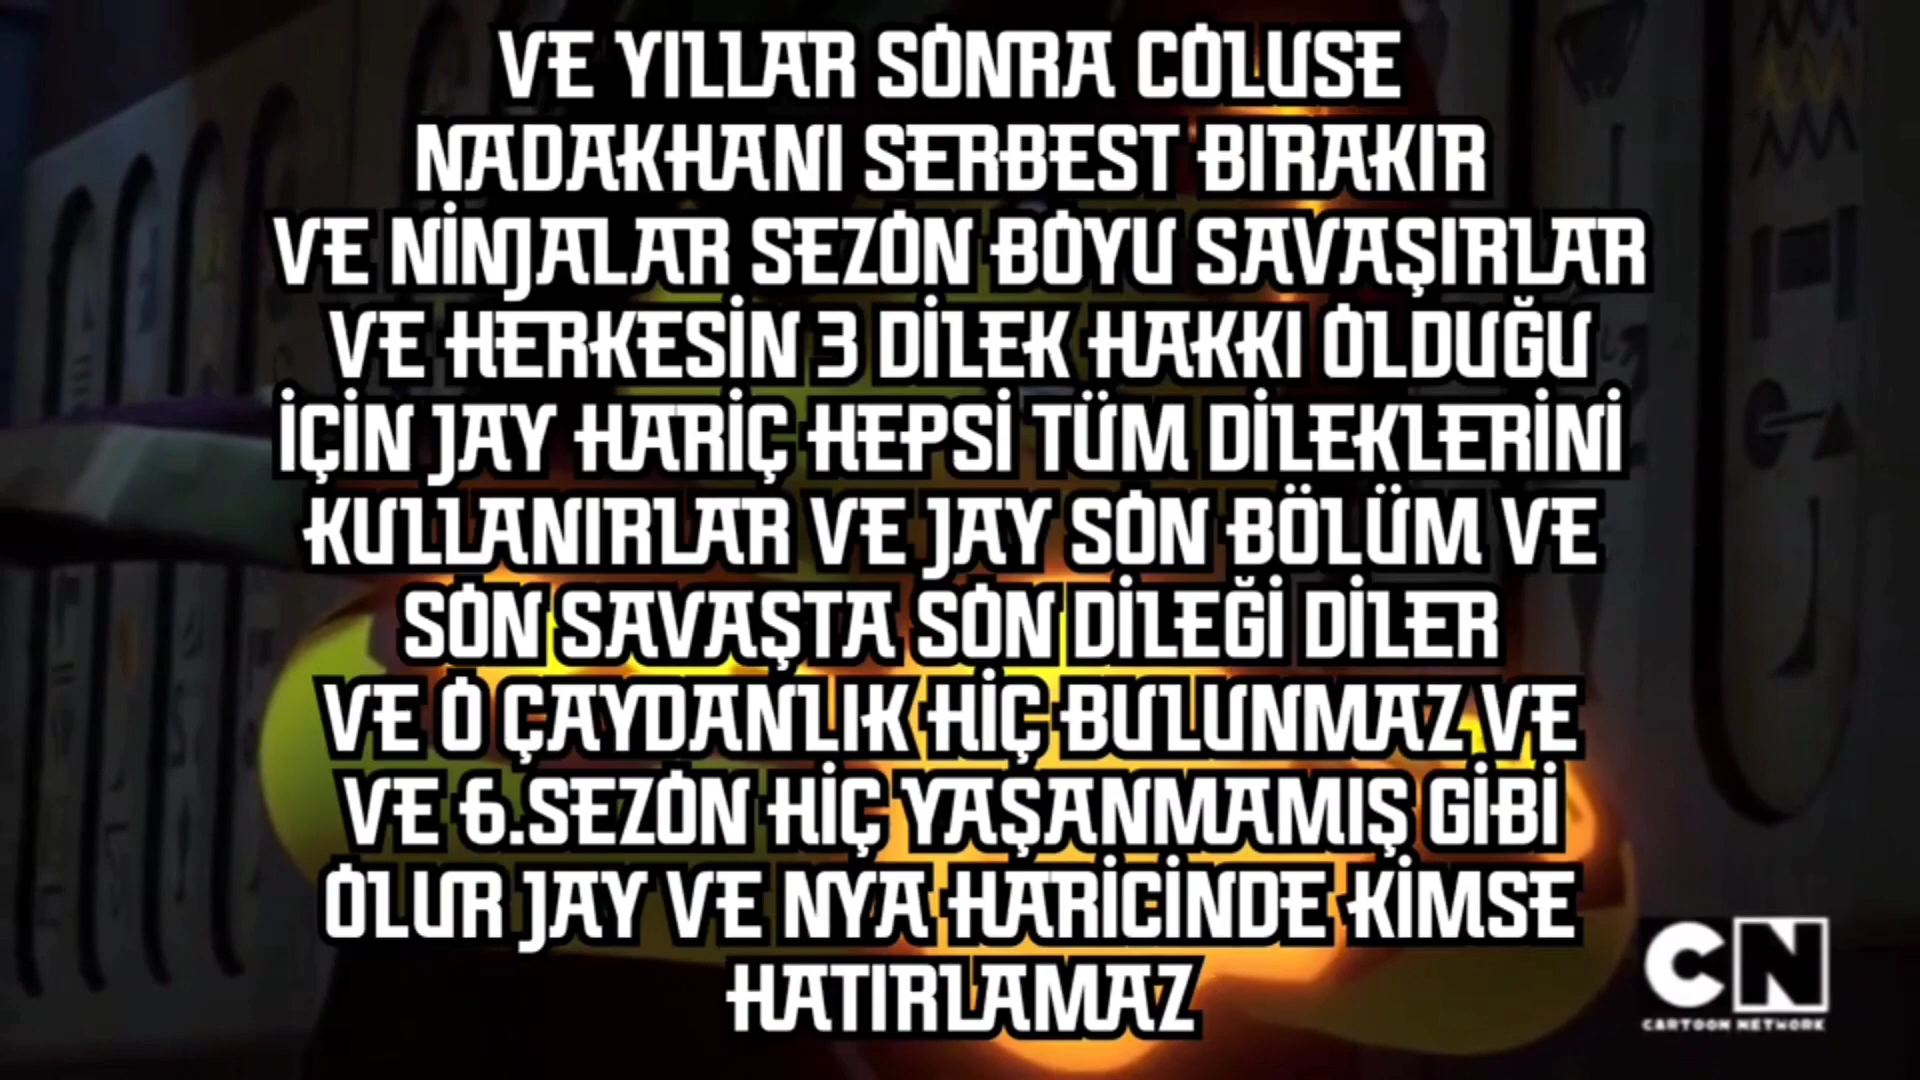 VE YILLAR SONRA COLUSE
NADAKHANI SERBEST BIRAKIR
VE NİNJALAR SEZON BOYU SAVAŞIRLAR
VE HERKESİN 3 DİLEK HAKKI OLDUĞU
İÇİN JAY HARİÇ HEPSİ TÜM DİLEKLERİNİ
KULLANIRLAR VE JAY SON BÖLÜM VE
SON SAVAŞTA SON DİLEĞİ DİLER
VE O ÇAYDANLIK HİÇ BULUNMAZ VE
VE 6.SEZON HİÇ YAŞANMAMIŞ GİBİ
OLUR JAY VE NYA HARİCİNDE KİMSE
HATIRLAMAZ
CN
CARTOON NETWORK